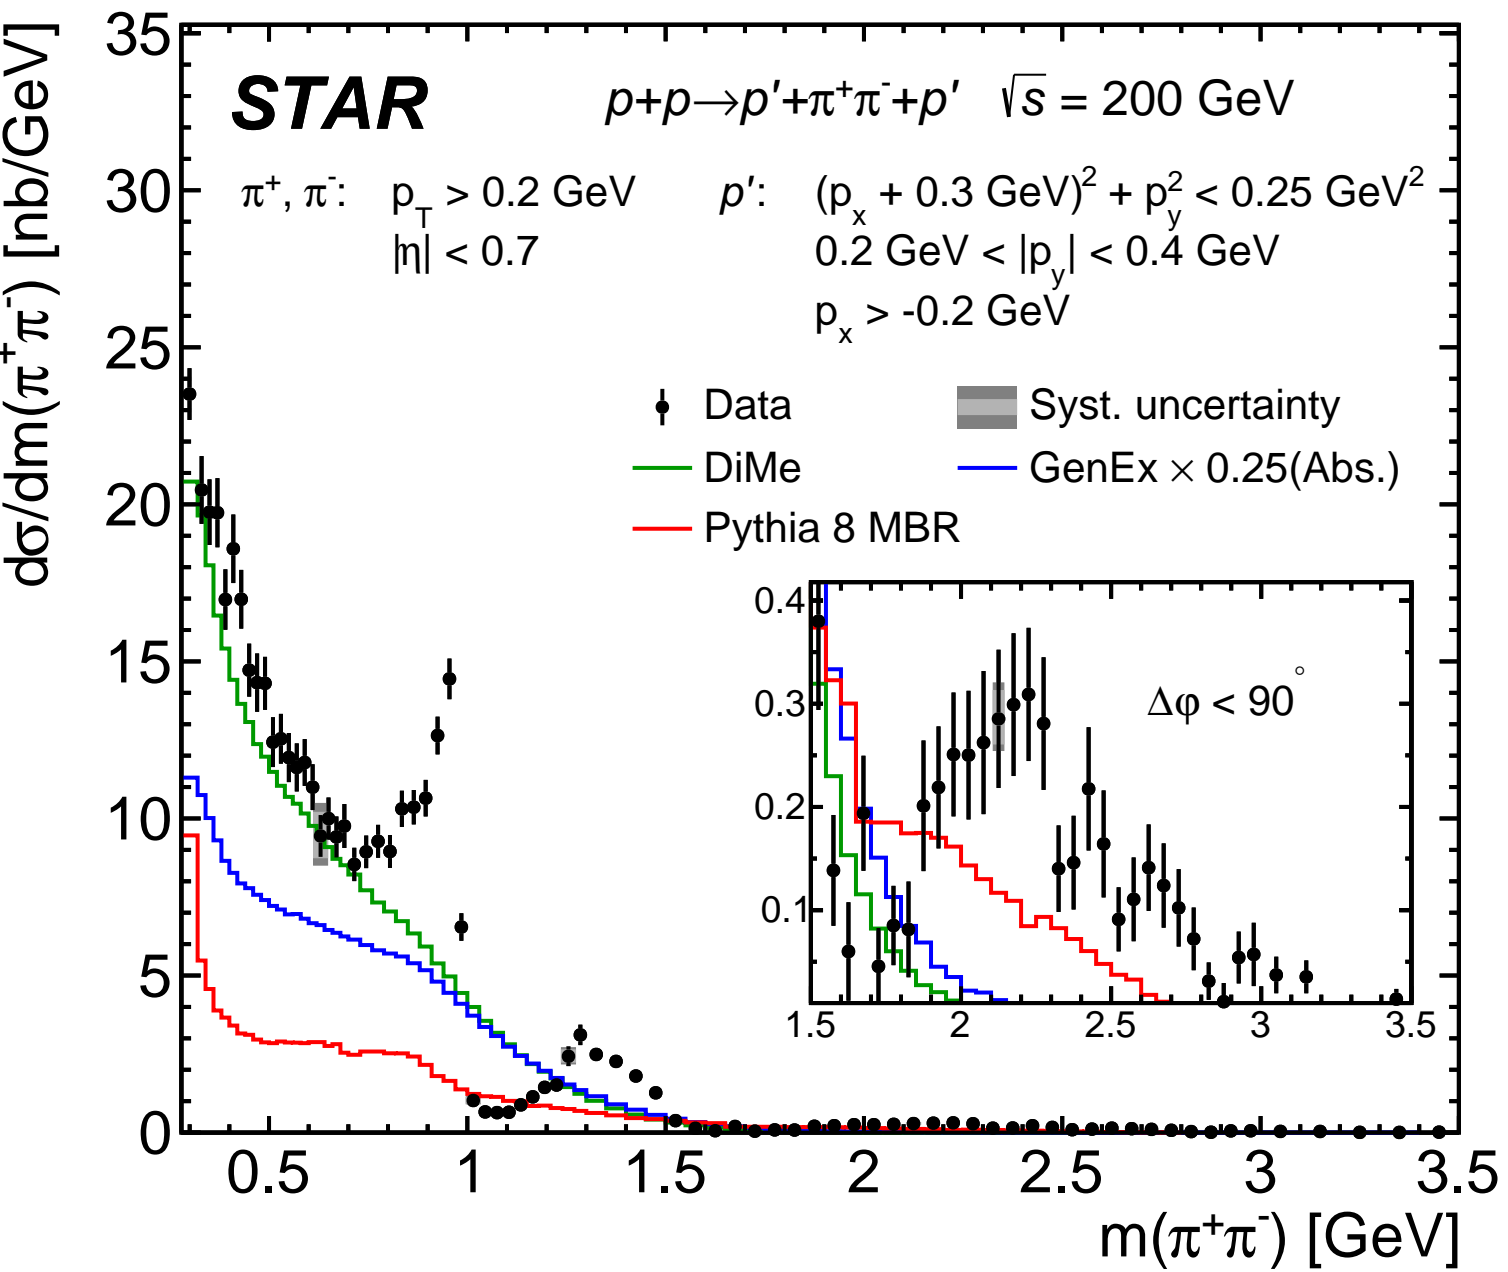 STAR
p+p→p′+π⁺π⁻+p′ √s = 200 GeV
π⁺, π⁻: p_T > 0.2 GeV p′: (p_x + 0.3 GeV)² + p_y² < 0.25 GeV²
|η| < 0.7 0.2 GeV < |p_y| < 0.4 GeV
p_x > -0.2 GeV
Data Syst. uncertainty
DiMe GenEx × 0.25(Abs.)
Pythia 8 MBR
Δφ < 90°
0.4
0.3
0.2
0.1
1.5 2 2.5 3 3.5
dσ/dm(π⁺π⁻) [nb/GeV]
35
30
25
20
15
10
5
0
0.5 1 1.5 2 2.5 3 3.5
m(π⁺π⁻) [GeV]